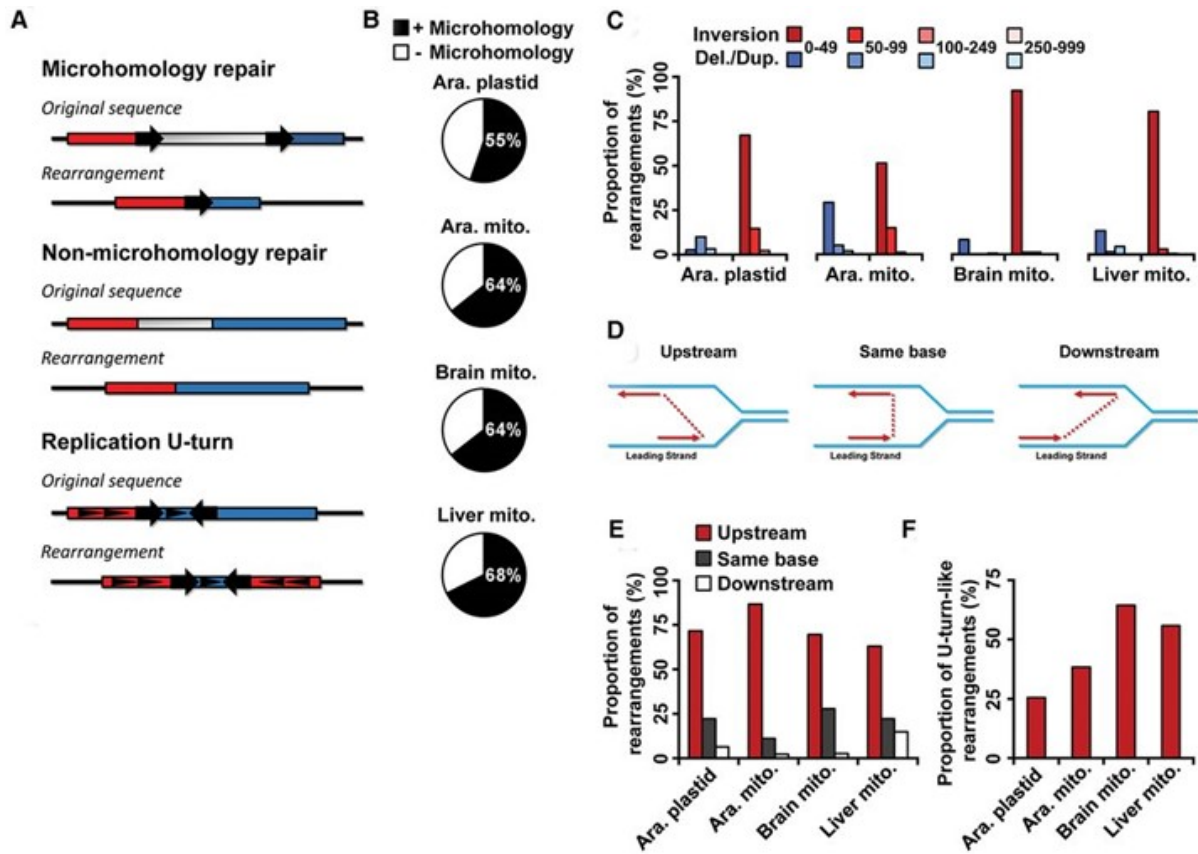 A
Microhomology repair
Original sequence
Rearrangement
Non-microhomology repair
Original sequence
Rearrangement
Replication U-turn
Original sequence
Rearrangement
B
+ Microhomology
- Microhomology
Ara. plastid
55%
Ara. mito.
64%
Brain mito.
64%
Liver mito.
68%
C
Inversion
Del./Dup.
0-49
50-99
100-249
250-999
Proportion of
rearrangements (%)
0 25 50 75 100
Ara. plastid
Ara. mito.
Brain mito.
Liver mito.
D
Upstream
Same base
Downstream
Leading Strand
Leading Strand
Leading Strand
E
Upstream
Same base
Downstream
Proportion of
rearrangements (%)
0 25 50 75 100
Ara. plastid
Ara. mito.
Brain mito.
Liver mito.
F
Proportion of U-turn-like
rearrangements (%)
0 25 50 75
Ara. plastid
Ara. mito.
Brain mito.
Liver mito.